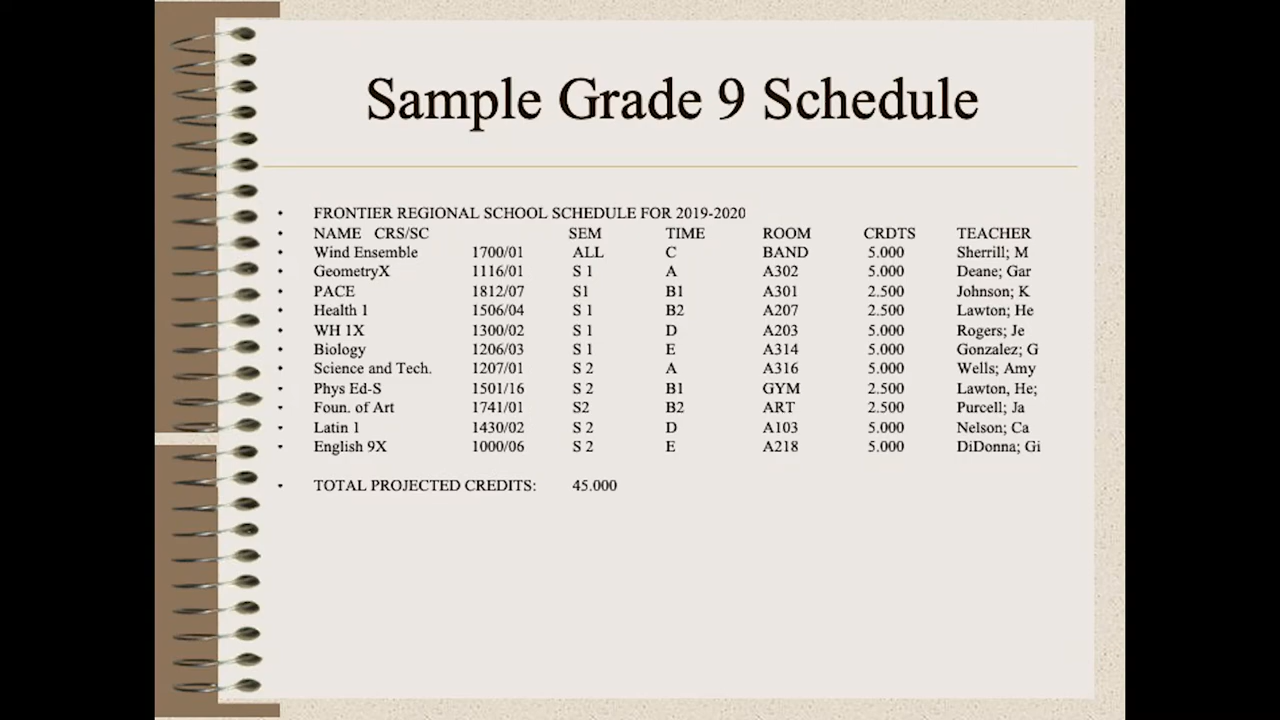 Sample Grade 9 Schedule
• FRONTIER REGIONAL SCHOOL SCHEDULE FOR 2019-2020
• NAME CRS/SC SEM TIME ROOM CRDTS TEACHER
• Wind Ensemble 1700/01 ALL C BAND 5.000 Sherrill; M
• GeometryX 1116/01 S 1 A A302 5.000 Deane; Gar
• PACE 1812/07 S1 B1 A301 2.500 Johnson; K
• Health 1 1506/04 S 1 B2 A207 2.500 Lawton; He
• WH 1X 1300/02 S 1 D A203 5.000 Rogers; Je
• Biology 1206/03 S 1 E A314 5.000 Gonzalez; G
• Science and Tech. 1207/01 S 2 A A316 5.000 Wells; Amy
• Phys Ed-S 1501/16 S 2 B1 GYM 2.500 Lawton, He;
• Foun. of Art 1741/01 S2 B2 ART 2.500 Purcell; Ja
• Latin 1 1430/02 S 2 D A103 5.000 Nelson; Ca
• English 9X 1000/06 S 2 E A218 5.000 DiDonna; Gi
• TOTAL PROJECTED CREDITS: 45.000